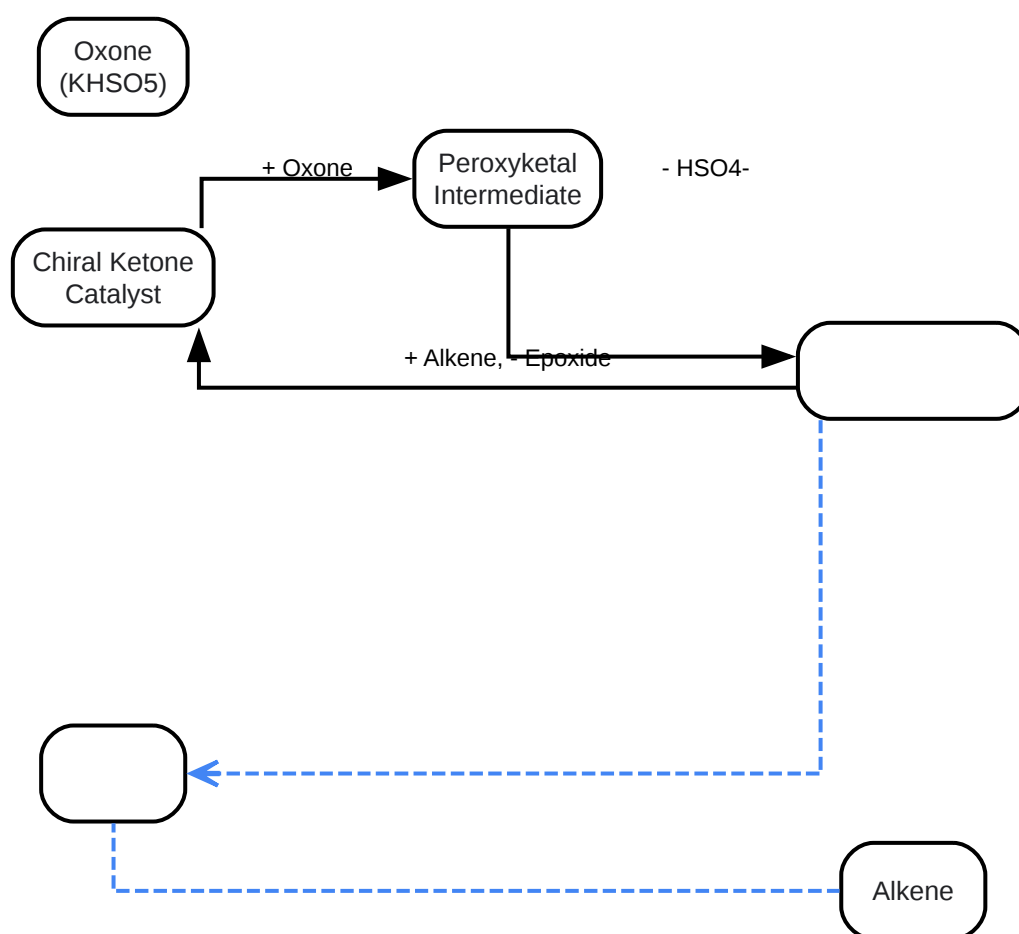 Oxone
(KHSO5)
+ Oxone
Peroxyketal
Intermediate
- HSO4-
Chiral Ketone
Catalyst
+ Alkene, - Epoxide
Alkene